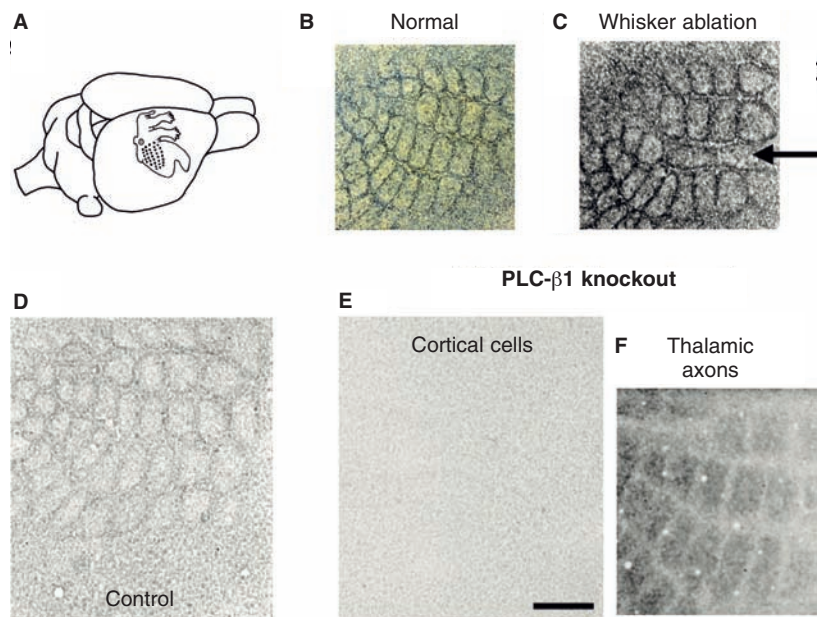 A
B
Normal
C
Whisker ablation
PLC-β1 knockout
D
Control
E
Cortical cells
F
Thalamic
axons